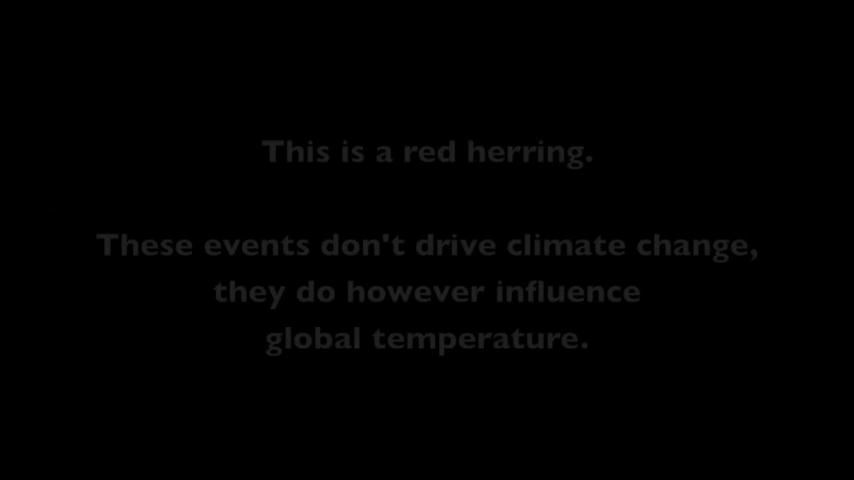 This is a red herring.
These events don't drive climate change,
they do however influence
global temperature.